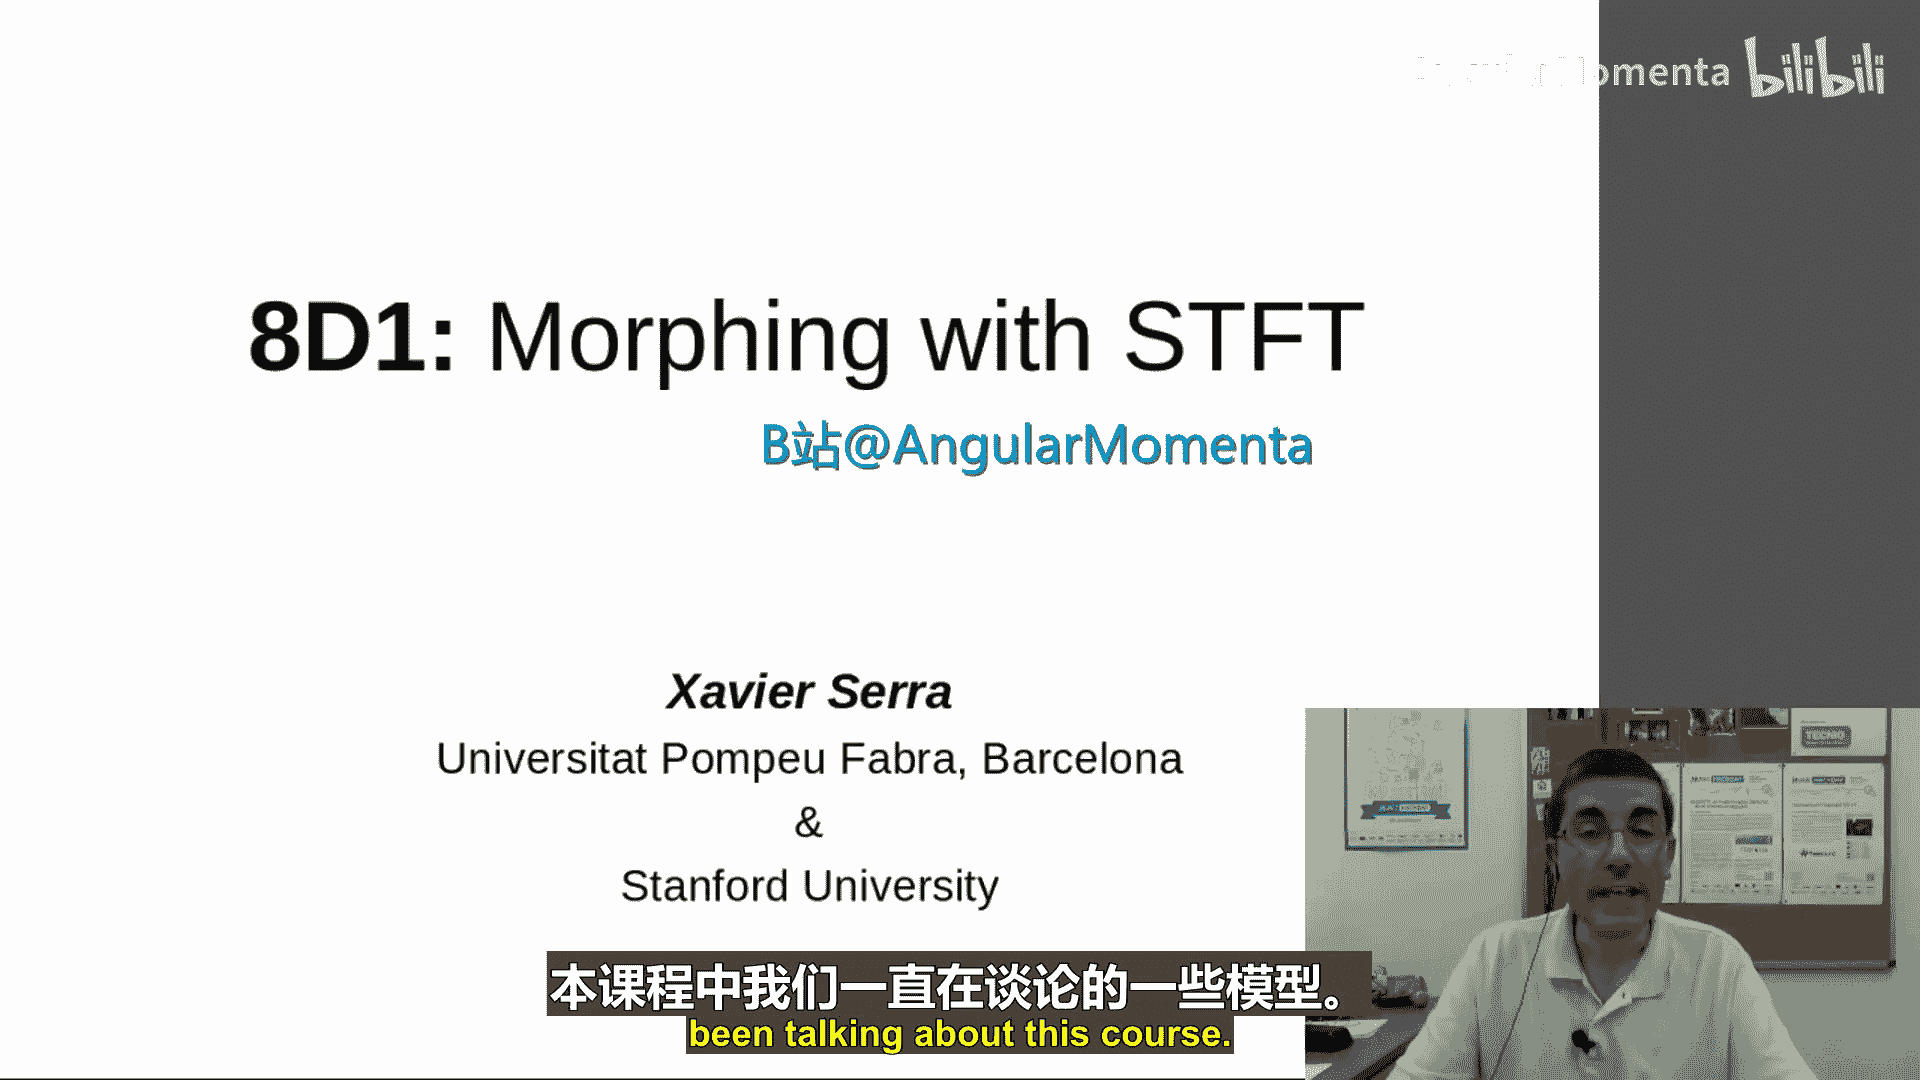 omenta bilibili
8D1: Morphing with STFT
B站@AngularMomenta
Xavier Serra
Universitat Pompeu Fabra, Barcelona
&
Stanford University
TECNIO
本课程中我们一直在谈论的一些模型。
been talking about this course.